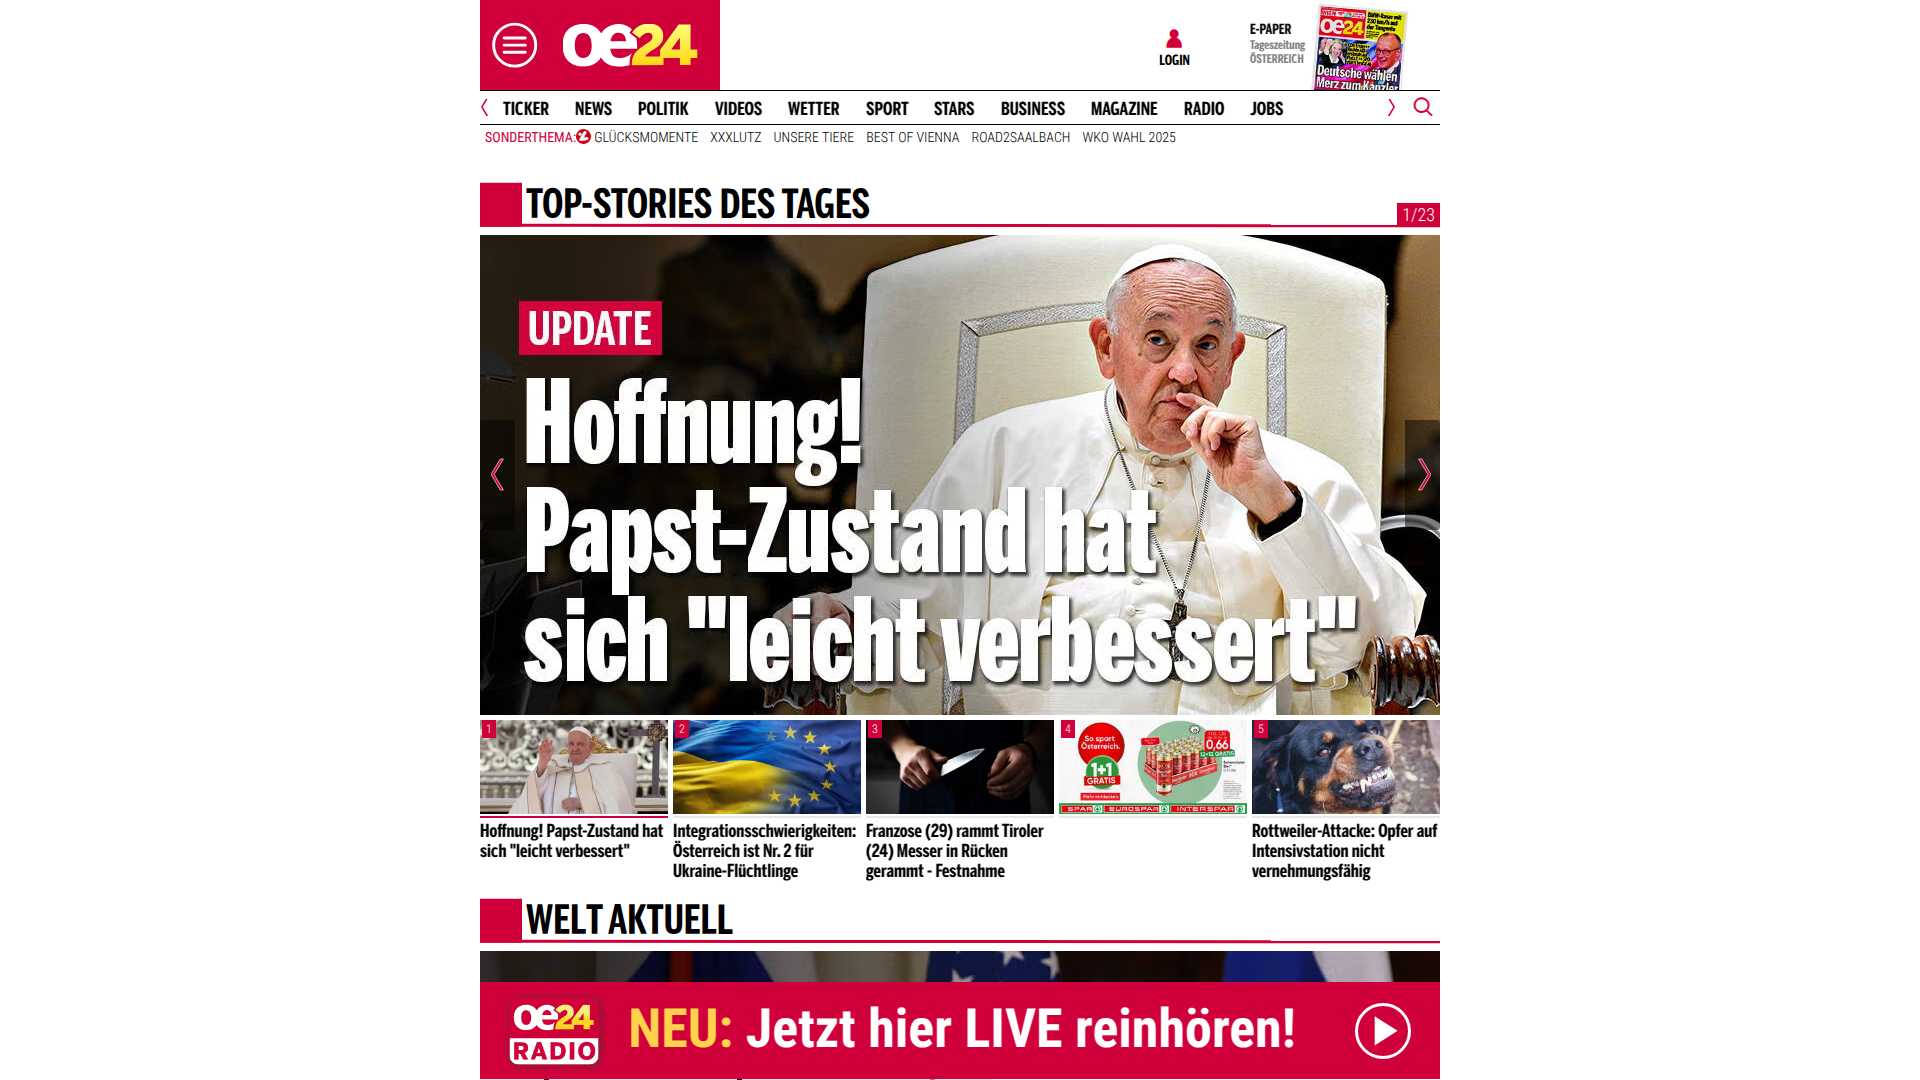 oe24
LOGIN
E-PAPER
Tageszeitung
ÖSTERREICH
oe24
Deutsche wählen
Merz zum Kanzler
TICKER NEWS POLITIK VIDEOS WETTER SPORT STARS BUSINESS MAGAZINE RADIO JOBS
SONDERTHEMA: GLÜCKSMOMENTE XXXLUTZ UNSERE TIERE BEST OF VIENNA ROAD2SAALBACH WKO WAHL 2025
TOP-STORIES DES TAGES
1/23
UPDATE
Hoffnung!
Papst-Zustand hat
sich "leicht verbessert"
1
2
3
4
So spart
Österreich.
1+1
GRATIS
0,66
SPAR EUROSPAR INTERSPAR
5
Hoffnung! Papst-Zustand hat
sich "leicht verbessert"
Integrationsschwierigkeiten:
Österreich ist Nr. 2 für
Ukraine-Flüchtlinge
Franzose (29) rammt Tiroler
(24) Messer in Rücken
gerammt - Festnahme
Rottweiler-Attacke: Opfer auf
Intensivstation nicht
vernehmungsfähig
WELT AKTUELL
oe24
RADIO
NEU: Jetzt hier LIVE reinhören!